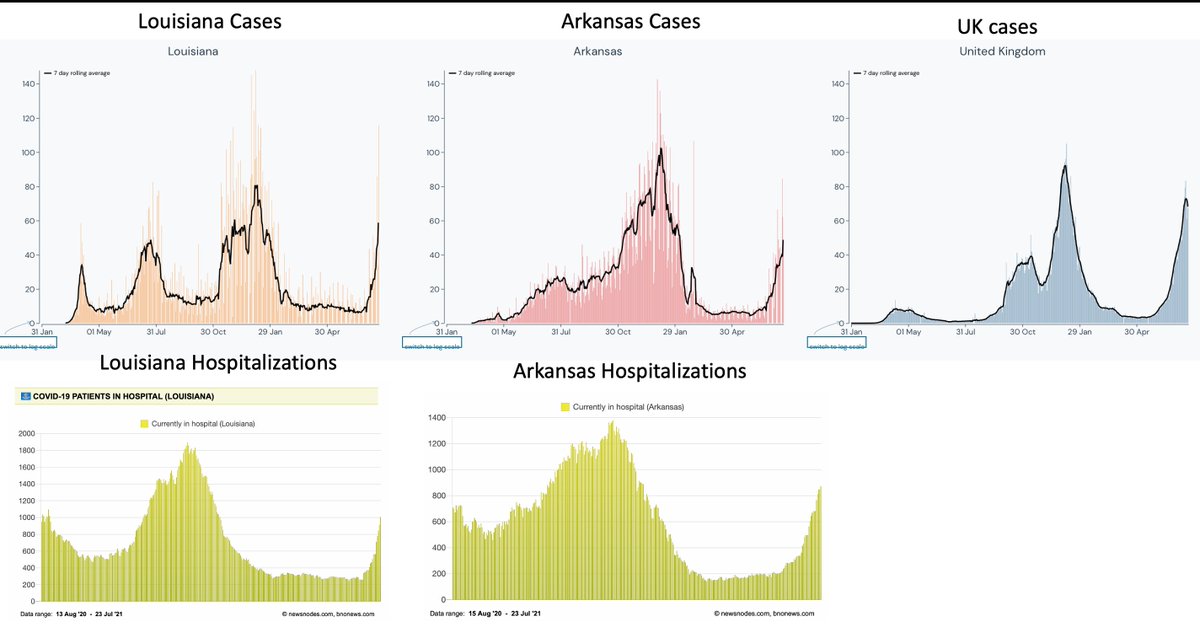 Louisiana Cases
Arkansas Cases
UK cases
Louisiana
Arkansas
United Kingdom
7 day rolling average
7 day rolling average
7 day rolling average
140
120
100
80
60
40
20
0
31 Jan
01 May
31 Jul
30 Oct
29 Jan
30 Apr
switch to log scale
140
120
100
80
60
40
20
0
31 Jan
01 May
31 Jul
30 Oct
29 Jan
30 Apr
switch to log scale
140
120
100
80
60
40
20
0
31 Jan
01 May
31 Jul
30 Oct
29 Jan
30 Apr
switch to log scale
Louisiana Hospitalizations
COVID-19 PATIENTS IN HOSPITAL (LOUISIANA)
Currently in hospital (Louisiana)
2000
1800
1600
1400
1200
1000
800
600
400
200
0
Data range: 13 Aug '20 - 23 Jul '21
© newsnodes.com, bnonews.com
Arkansas Hospitalizations
Currently in hospital (Arkansas)
1400
1200
1000
800
600
400
200
0
Data range: 15 Aug '20 - 23 Jul '21
© newsnodes.com, bnonews.com